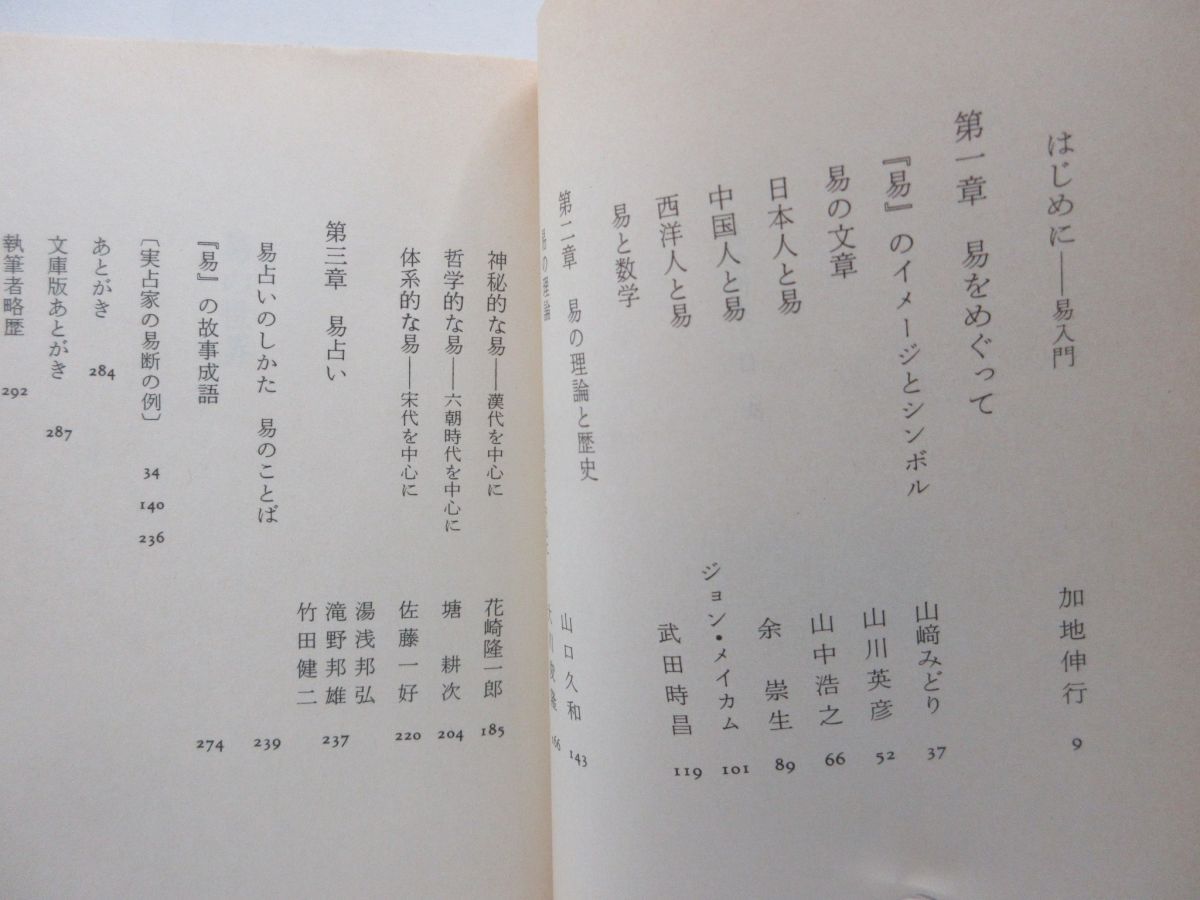 はじめに――易入門 加地伸行 9
第一章 易をめぐって
『易』のイメージとシンボル 山﨑みどり 37
易の文章 山川英彦 52
日本人と易 山中浩之 66
中国人と易 余 崇生 89
西洋人と易 ジョン・メイカム 101
易と数学 武田時昌 119
第二章 易の理論と歴史
易の理論 山口久和 143
神秘的な易――漢代を中心に 花崎隆一郎 185
哲学的な易――六朝時代を中心に 塘 耕次 204
体系的な易――宋代を中心に 佐藤一好 220
第三章 易占い 湯浅邦弘 滝野邦雄 竹田健二 237
易占いのしかた 易のことば 239
『易』の故事成語 274
〔実占家の易断の例〕 34 140 236
あとがき 284
文庫版あとがき 287
執筆者略歴 292